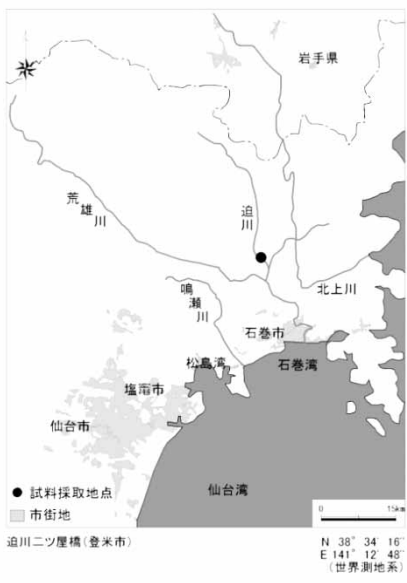 岩手県
荒雄川
迫川
北上川
鳴瀬川
石巻市
松島湾
石巻湾
塩竃市
仙台市
仙台湾
● 試料採取地点
市街地
0 15km
迫川二ツ屋橋(登米市)
N 38° 34′ 16″
E 141° 12′ 48″
(世界測地系)